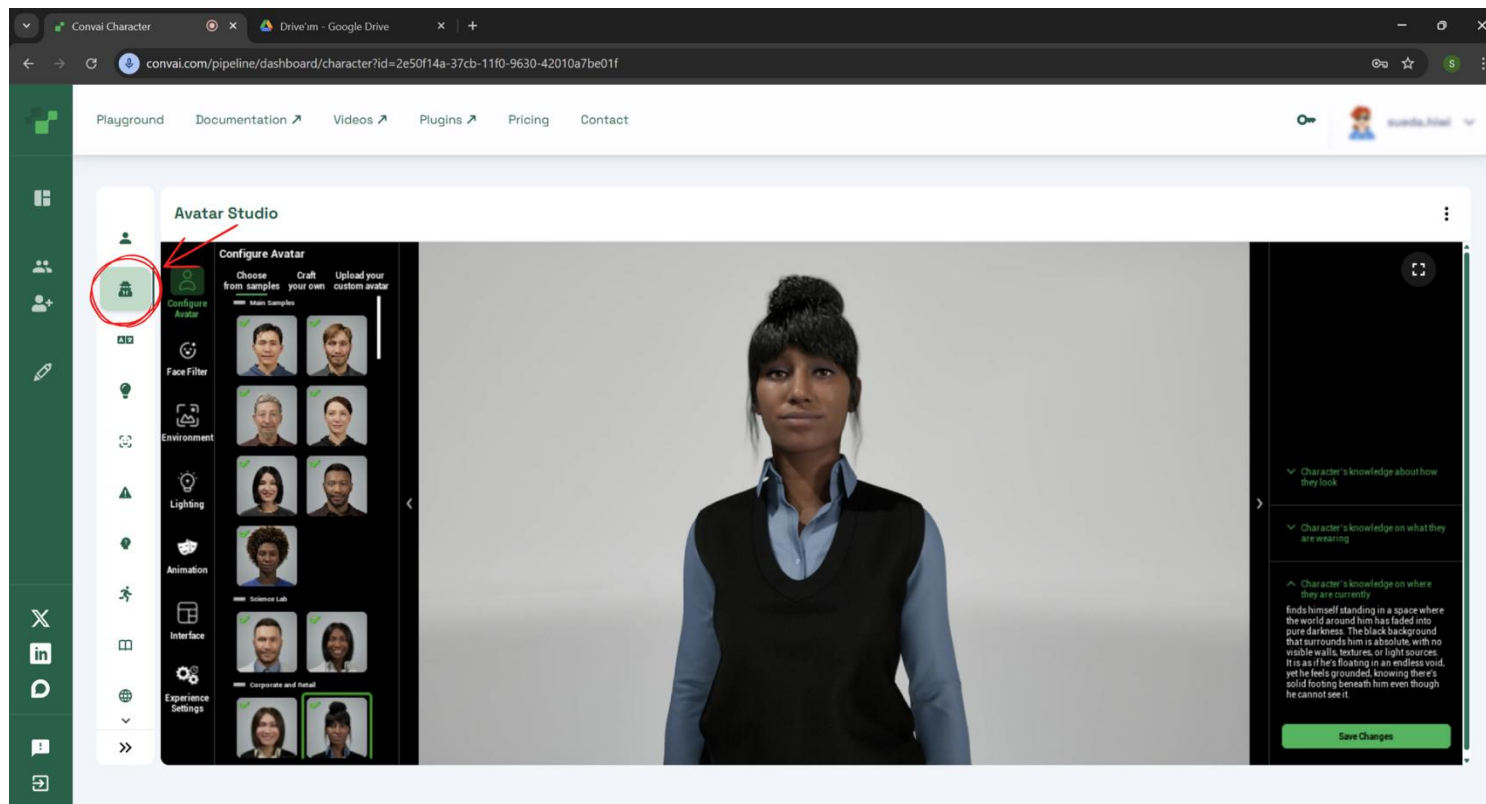 Convai Character
Drive'ım - Google Drive
convai.com/pipeline/dashboard/character?id=2e50f14a-37cb-11f0-9630-42010a7be01f
S
Playground
Documentation ↗
Videos ↗
Plugins ↗
Pricing
Contact
Avatar Studio
Configure Avatar
Choose from samples
Craft your own
Upload your custom avatar
Configure Avatar
Face Filter
Environment
Lighting
Animation
Interface
Experience Settings
Main Samples
Science Lab
Corporate and Retail
Character's knowledge about how
they look
Character's knowledge on what they
are wearing
Character's knowledge on where
they are currently
finds himself standing in a space where
the world around him has faded into
pure darkness. The black background
that surrounds him is absolute, with no
visible walls, textures, or light sources.
It is as if he's floating in an endless void,
yet he feels grounded, knowing there's
solid footing beneath him even though
he cannot see it.
Save Changes
X
in